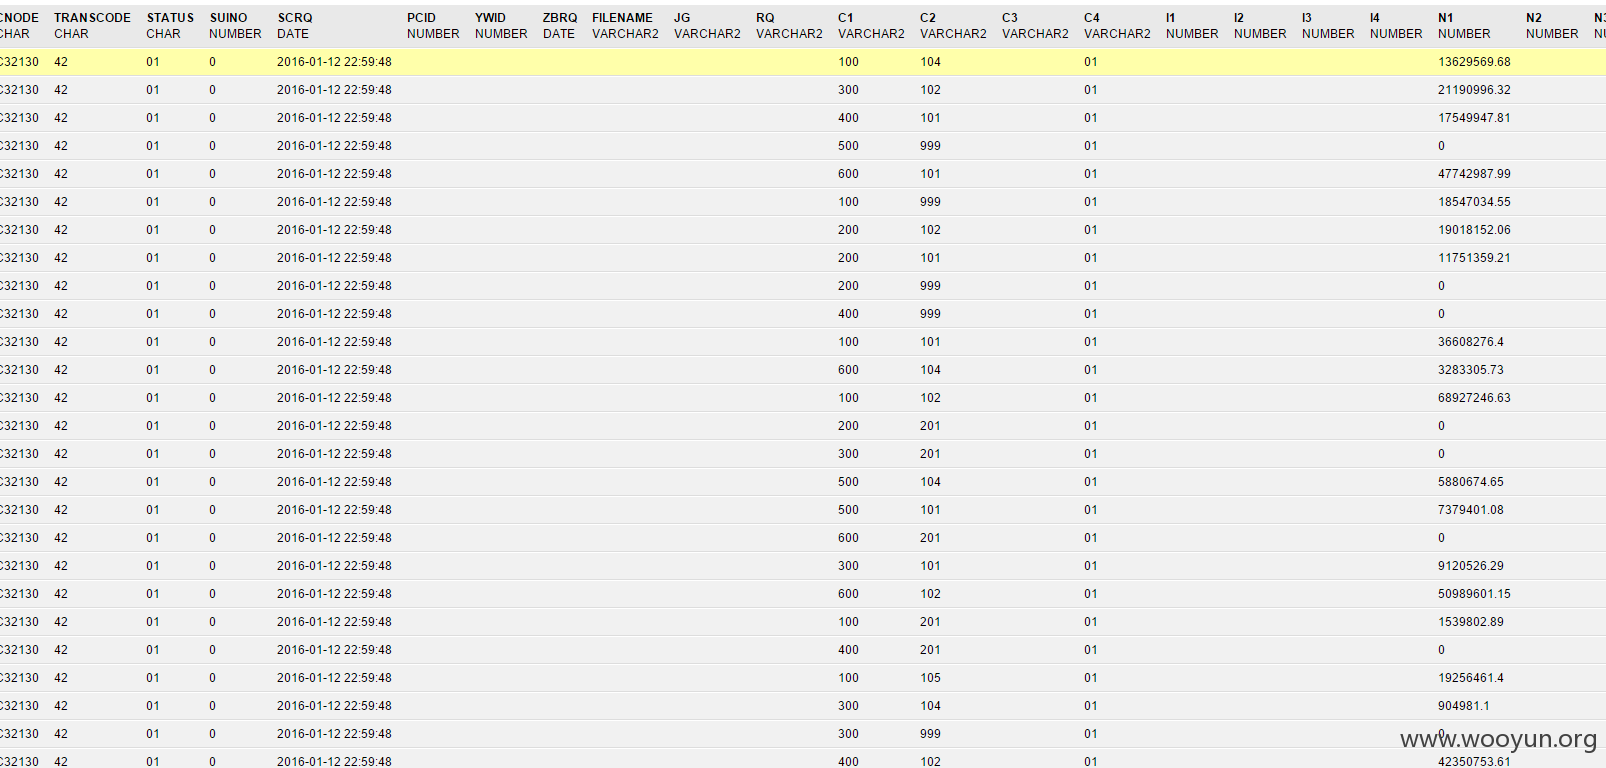 CNODE TRANSCODE STATUS SUINO SCRQ PCID YWID ZBRQ FILENAME JG RQ C1 C2 C3 C4 I1 I2 I3 I4 N1 N2 N3
CHAR CHAR CHAR NUMBER DATE NUMBER NUMBER DATE VARCHAR2 VARCHAR2 VARCHAR2 VARCHAR2 VARCHAR2 VARCHAR2 VARCHAR2 NUMBER NUMBER NUMBER NUMBER NUMBER NUMBER
C32130 42 01 0 2016-01-12 22:59:48 100 104 01 13629569.68
C32130 42 01 0 2016-01-12 22:59:48 300 102 01 21190996.32
C32130 42 01 0 2016-01-12 22:59:48 400 101 01 17549947.81
C32130 42 01 0 2016-01-12 22:59:48 500 999 01 0
C32130 42 01 0 2016-01-12 22:59:48 600 101 01 47742987.99
C32130 42 01 0 2016-01-12 22:59:48 100 999 01 18547034.55
C32130 42 01 0 2016-01-12 22:59:48 200 102 01 19018152.06
C32130 42 01 0 2016-01-12 22:59:48 200 101 01 11751359.21
C32130 42 01 0 2016-01-12 22:59:48 200 999 01 0
C32130 42 01 0 2016-01-12 22:59:48 400 999 01 0
C32130 42 01 0 2016-01-12 22:59:48 100 101 01 36608276.4
C32130 42 01 0 2016-01-12 22:59:48 600 104 01 3283305.73
C32130 42 01 0 2016-01-12 22:59:48 100 102 01 68927246.63
C32130 42 01 0 2016-01-12 22:59:48 200 201 01 0
C32130 42 01 0 2016-01-12 22:59:48 300 201 01 0
C32130 42 01 0 2016-01-12 22:59:48 500 104 01 5880674.65
C32130 42 01 0 2016-01-12 22:59:48 500 101 01 7379401.08
C32130 42 01 0 2016-01-12 22:59:48 600 201 01 0
C32130 42 01 0 2016-01-12 22:59:48 300 101 01 9120526.29
C32130 42 01 0 2016-01-12 22:59:48 600 102 01 50989601.15
C32130 42 01 0 2016-01-12 22:59:48 100 201 01 1539802.89
C32130 42 01 0 2016-01-12 22:59:48 400 201 01 0
C32130 42 01 0 2016-01-12 22:59:48 100 105 01 19256461.4
C32130 42 01 0 2016-01-12 22:59:48 300 104 01 904981.1
C32130 42 01 0 2016-01-12 22:59:48 300 999 01 0
www.wooyun.org
C32130 42 01 0 2016-01-12 22:59:48 400 102 01 42350753.61